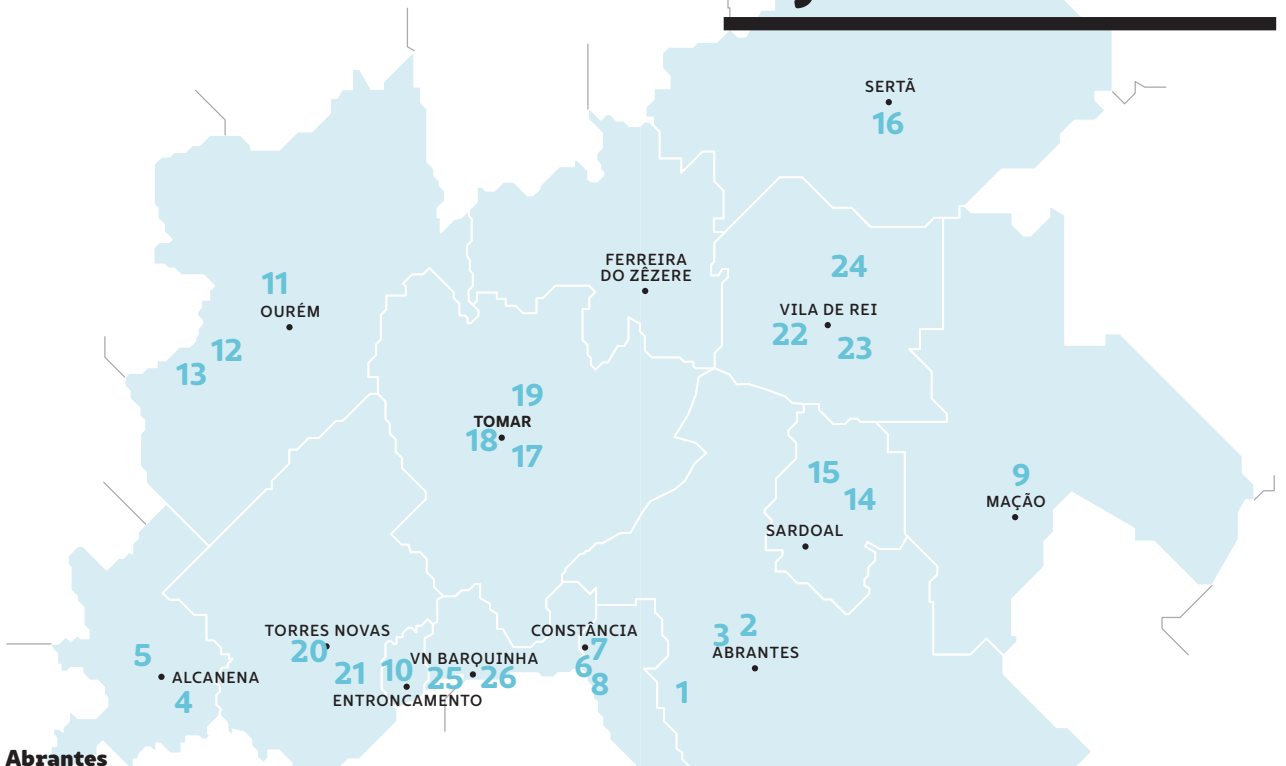 SERTÃ
16
FERREIRA
DO ZÊZERE
24
11
OURÉM
VILA DE REI
22
23
12
13
19
TOMAR
18
17
15
14
9
MAÇÃO
SARDOAL
TORRES NOVAS
20
21
CONSTÂNCIA
7
6
8
2
3
ABRANTES
1
5
ALCANENA
4
10
VN BARQUINHA
25
26
ENTRONCAMENTO
Abrantes